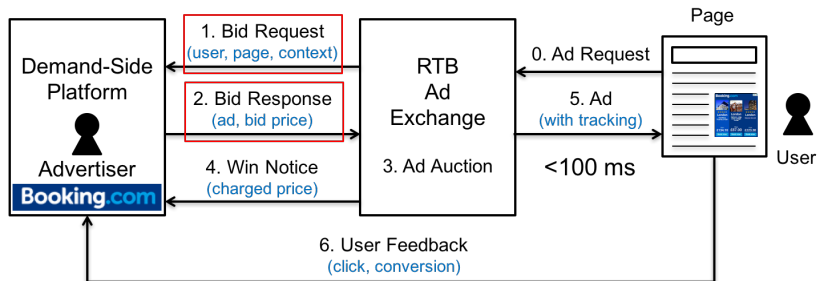 Page
1. Bid Request
(user, page, context)
Demand-Side
Platform
RTB
Ad
Exchange
0. Ad Request
2. Bid Response
(ad, bid price)
5. Ad
(with tracking)
Booking.com
Advertiser
3. Ad Auction
4. Win Notice
(charged price)
<100 ms
User
Booking.com
6. User Feedback
(click, conversion)